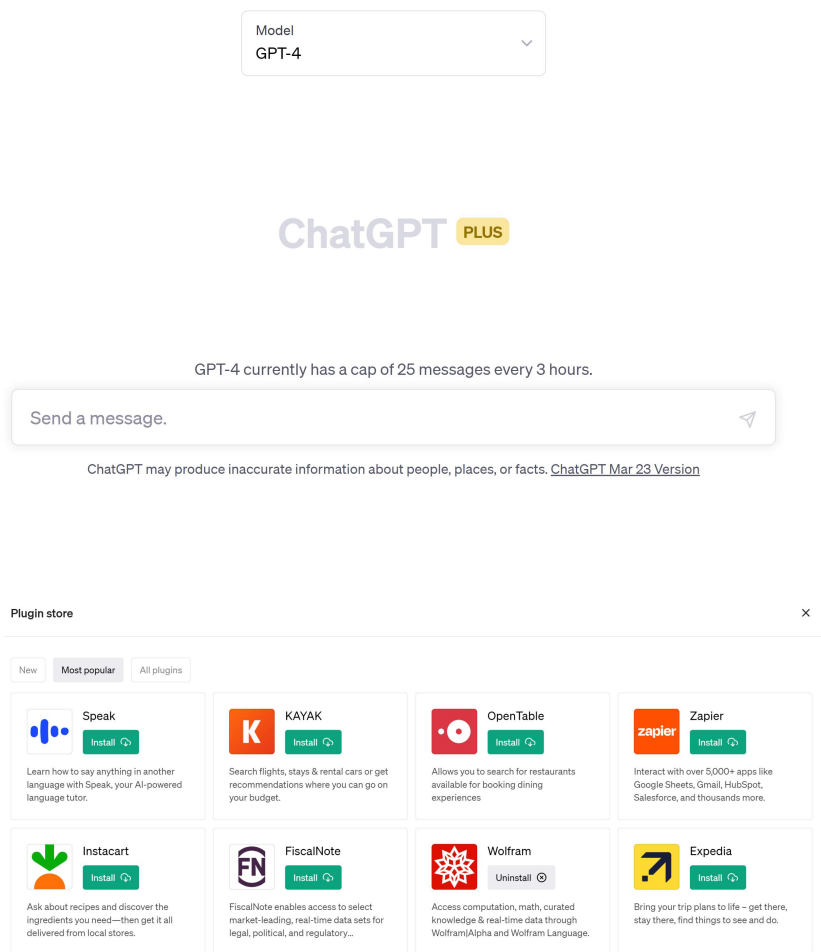 Model
GPT-4
ChatGPT PLUS
GPT-4 currently has a cap of 25 messages every 3 hours.
Send a message.
ChatGPT may produce inaccurate information about people, places, or facts. ChatGPT Mar 23 Version
Plugin store
New
Most popular
All plugins
Speak
Install
Learn how to say anything in another
language with Speak, your AI-powered
language tutor.
K
KAYAK
Install
Search flights, stays & rental cars or get
recommendations where you can go on
your budget.
OpenTable
Install
Allows you to search for restaurants
available for booking dining
experiences
zapier
Zapier
Install
Interact with over 5,000+ apps like
Google Sheets, Gmail, HubSpot,
Salesforce, and thousands more.
Instacart
Install
Ask about recipes and discover the
ingredients you need—then get it all
delivered from local stores.
FN
FiscalNote
Install
FiscalNote enables access to select
market-leading, real-time data sets for
legal, political, and regulatory...
Wolfram
Uninstall
Access computation, math, curated
knowledge & real-time data through
Wolfram|Alpha and Wolfram Language.
Expedia
Install
Bring your trip plans to life – get there,
stay there, find things to see and do.